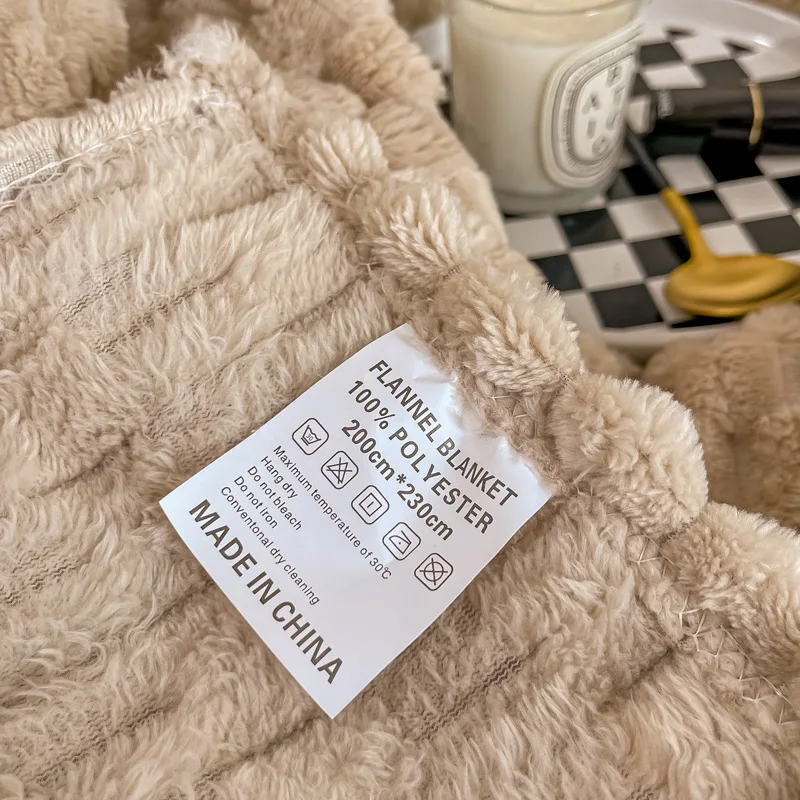 FLANNEL BLANKET
100% POLYESTER
200cm*230cm
30
Maximum temperature of 30℃
Hang dry
Do not bleach
Do not iron
Conventonal dry cleaning
MADE IN CHINA